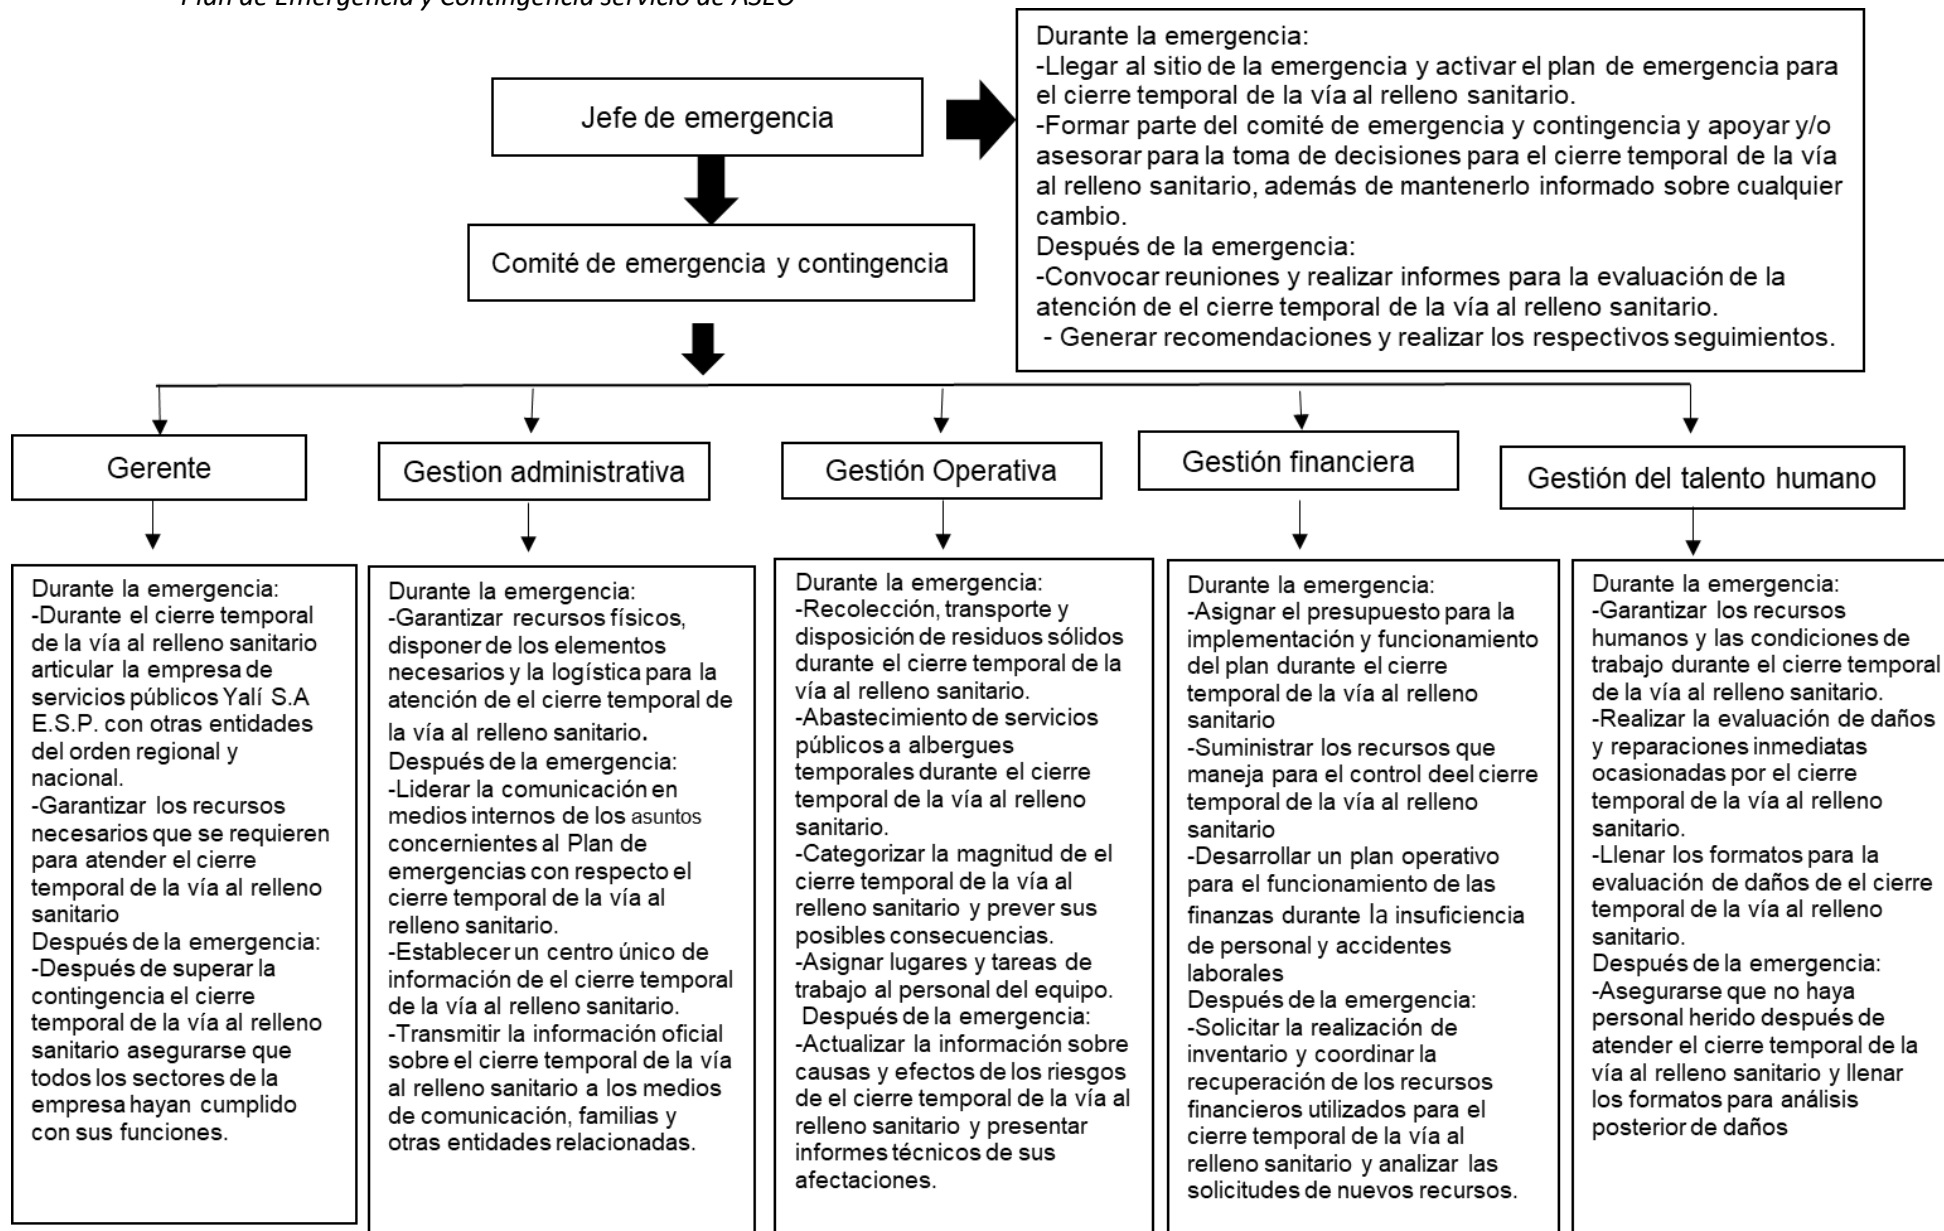 Plan de Emergencia y Contingencia servicio de ASEO
Jefe de emergencia
Durante la emergencia:
-Llegar al sitio de la emergencia y activar el plan de emergencia para
el cierre temporal de la vía al relleno sanitario.
-Formar parte del comité de emergencia y contingencia y apoyar y/o
asesorar para la toma de decisiones para el cierre temporal de la vía
al relleno sanitario, además de mantenerlo informado sobre cualquier
cambio.
Después de la emergencia:
-Convocar reuniones y realizar informes para la evaluación de la
atención de el cierre temporal de la vía al relleno sanitario.
- Generar recomendaciones y realizar los respectivos seguimientos.
Comité de emergencia y contingencia
Gerente
Gestion administrativa
Gestión Operativa
Gestión financiera
Gestión del talento humano
Durante la emergencia:
-Durante el cierre temporal
de la vía al relleno sanitario
articular la empresa de
servicios públicos Yalí S.A
E.S.P. con otras entidades
del orden regional y
nacional.
-Garantizar los recursos
necesarios que se requieren
para atender el cierre
temporal de la vía al relleno
sanitario
Después de la emergencia:
-Después de superar la
contingencia el cierre
temporal de la vía al relleno
sanitario asegurarse que
todos los sectores de la
empresa hayan cumplido
con sus funciones.
Durante la emergencia:
-Garantizar recursos físicos,
disponer de los elementos
necesarios y la logística para la
atención de el cierre temporal de
la vía al relleno sanitario.
Después de la emergencia:
-Liderar la comunicación en
medios internos de los asuntos
concernientes al Plan de
emergencias con respecto el
cierre temporal de la vía al
relleno sanitario.
-Establecer un centro único de
información de el cierre temporal
de la vía al relleno sanitario.
-Transmitir la información oficial
sobre el cierre temporal de la vía
al relleno sanitario a los medios
de comunicación, familias y
otras entidades relacionadas.
Durante la emergencia:
-Recolección, transporte y
disposición de residuos sólidos
durante el cierre temporal de la
vía al relleno sanitario.
-Abastecimiento de servicios
públicos a albergues
temporales durante el cierre
temporal de la vía al relleno
sanitario.
-Categorizar la magnitud de el
cierre temporal de la vía al
relleno sanitario y prever sus
posibles consecuencias.
-Asignar lugares y tareas de
trabajo al personal del equipo.
Después de la emergencia:
-Actualizar la información sobre
causas y efectos de los riesgos
de el cierre temporal de la vía al
relleno sanitario y presentar
informes técnicos de sus
afectaciones.
Durante la emergencia:
-Asignar el presupuesto para la
implementación y funcionamiento
del plan durante el cierre
temporal de la vía al relleno
sanitario
-Suministrar los recursos que
maneja para el control deel cierre
temporal de la vía al relleno
sanitario
-Desarrollar un plan operativo
para el funcionamiento de las
finanzas durante la insuficiencia
de personal y accidentes
laborales
Después de la emergencia:
-Solicitar la realización de
inventario y coordinar la
recuperación de los recursos
financieros utilizados para el
cierre temporal de la vía al
relleno sanitario y analizar las
solicitudes de nuevos recursos.
Durante la emergencia:
-Garantizar los recursos
humanos y las condiciones de
trabajo durante el cierre temporal
de la vía al relleno sanitario.
-Realizar la evaluación de daños
y reparaciones inmediatas
ocasionadas por el cierre
temporal de la vía al relleno
sanitario.
-Llenar los formatos para la
evaluación de daños de el cierre
temporal de la vía al relleno
sanitario.
Después de la emergencia:
-Asegurarse que no haya
personal herido después de
atender el cierre temporal de la
vía al relleno sanitario y llenar
los formatos para análisis
posterior de daños